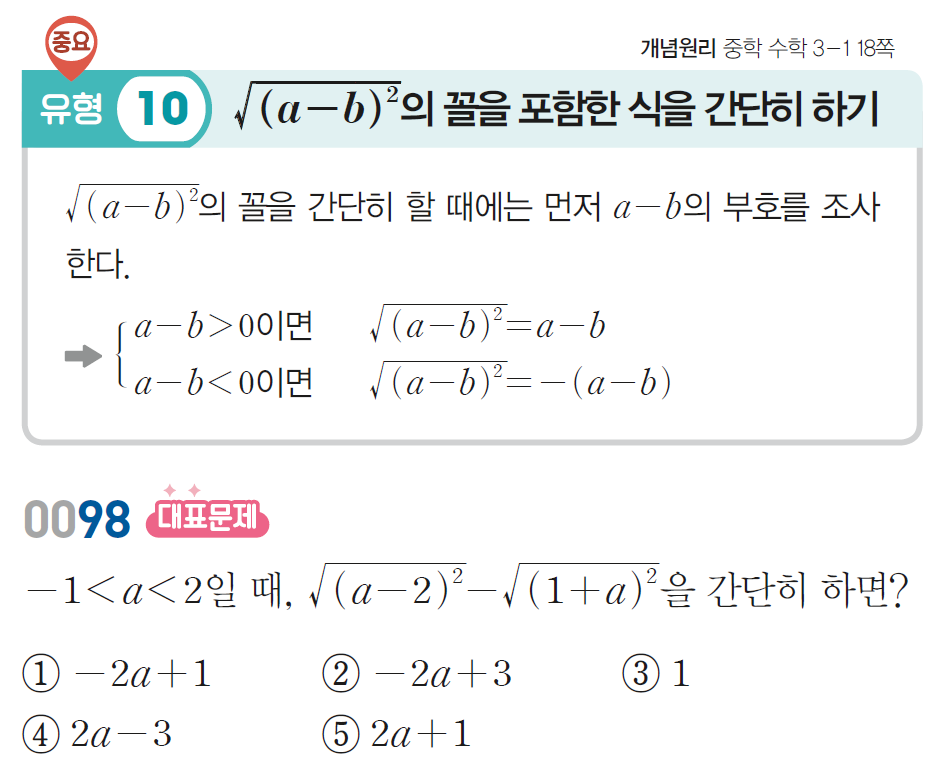 중요
개념원리 중학 수학 3-1 18쪽
유형 10 √(a-b)²의 꼴을 포함한 식을 간단히 하기
√(a-b)²의 꼴을 간단히 할 때에는 먼저 a-b의 부호를 조사
한다.
➡ { a-b>0이면 √(a-b)²=a-b
a-b<0이면 √(a-b)²=-(a-b)
0098 대표문제
-1<a<2일 때, √(a-2)²-√(1+a)²을 간단히 하면?
① -2a+1 ② -2a+3 ③ 1
④ 2a-3 ⑤ 2a+1